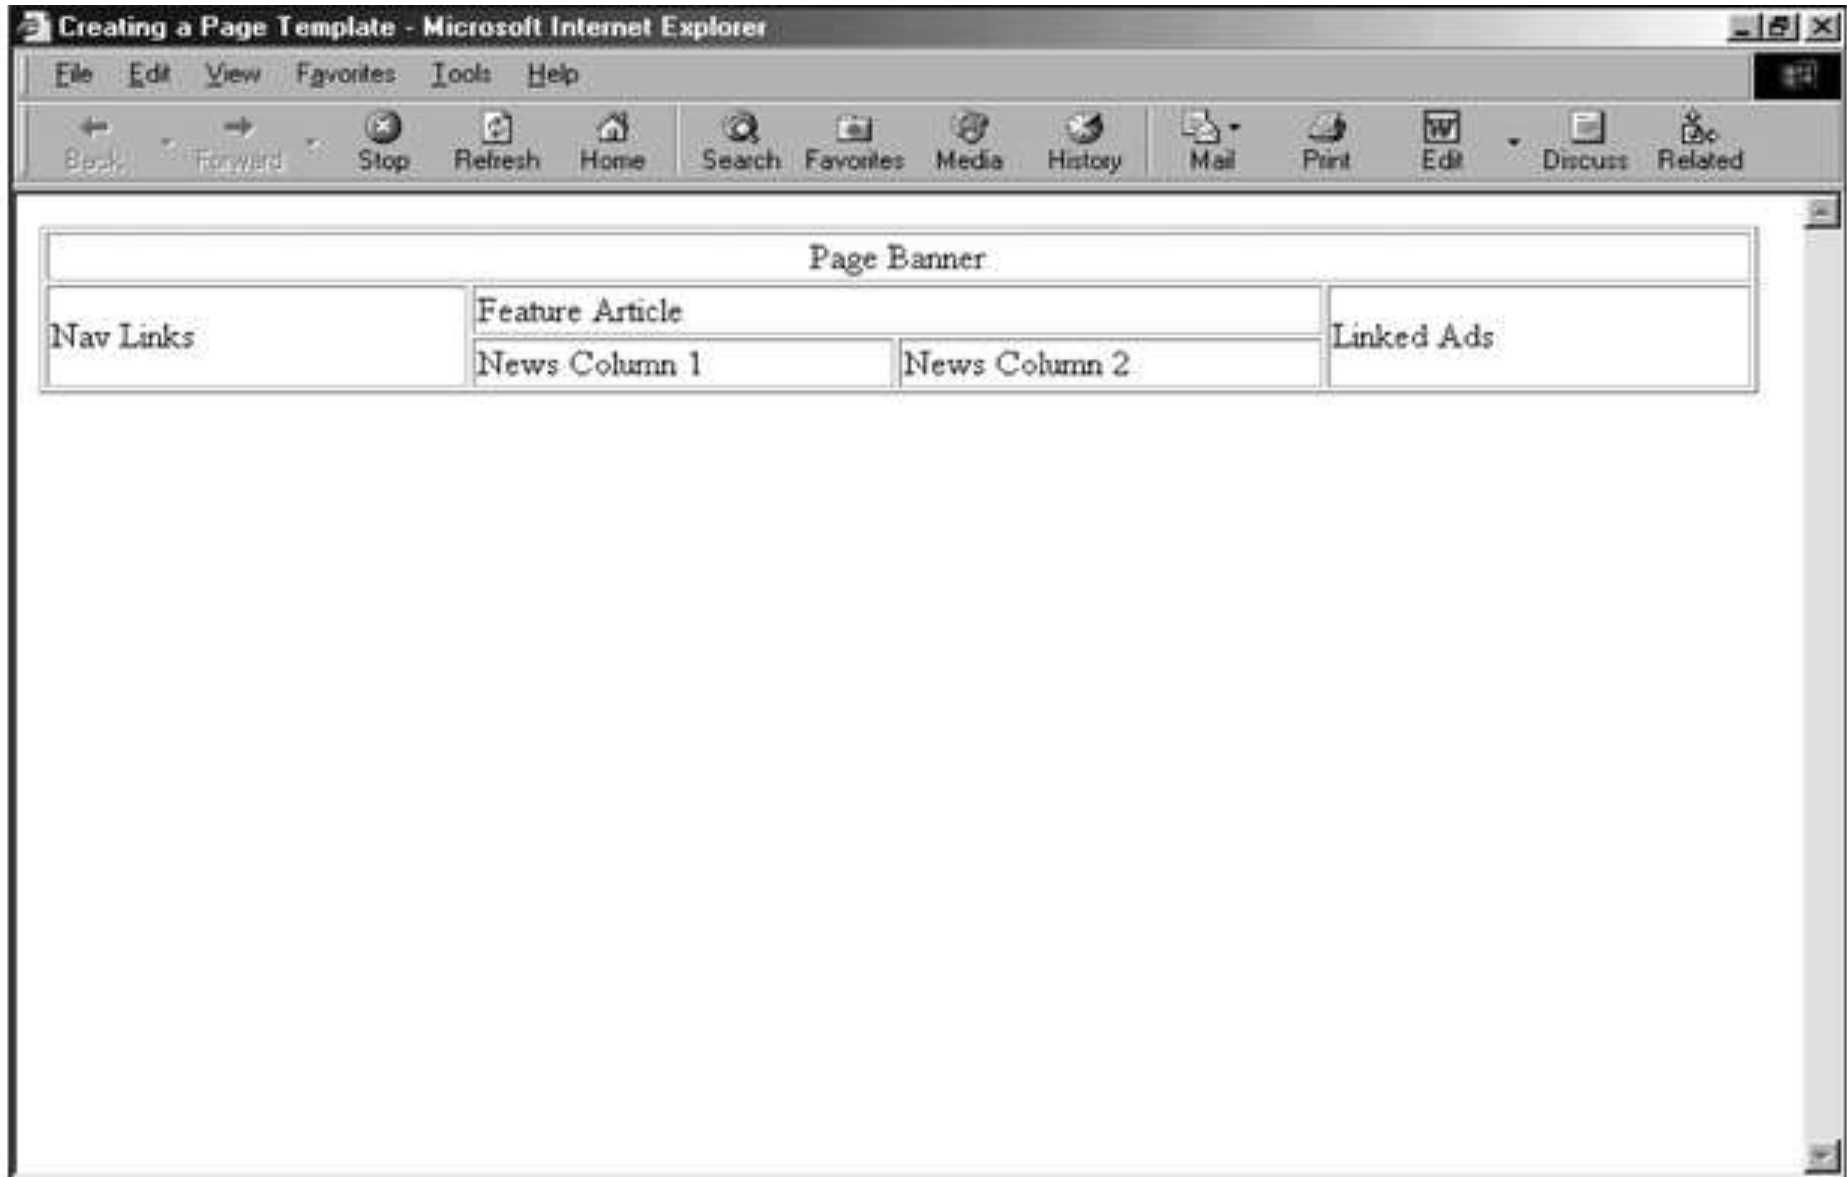 Creating a Page Template - Microsoft Internet Explorer
File Edit View Favorites Tools Help
Back Forward Stop Refresh Home Search Favorites Media History Mail Print Edit Discuss Related
Page Banner
Nav Links
Feature Article
News Column 1
News Column 2
Linked Ads